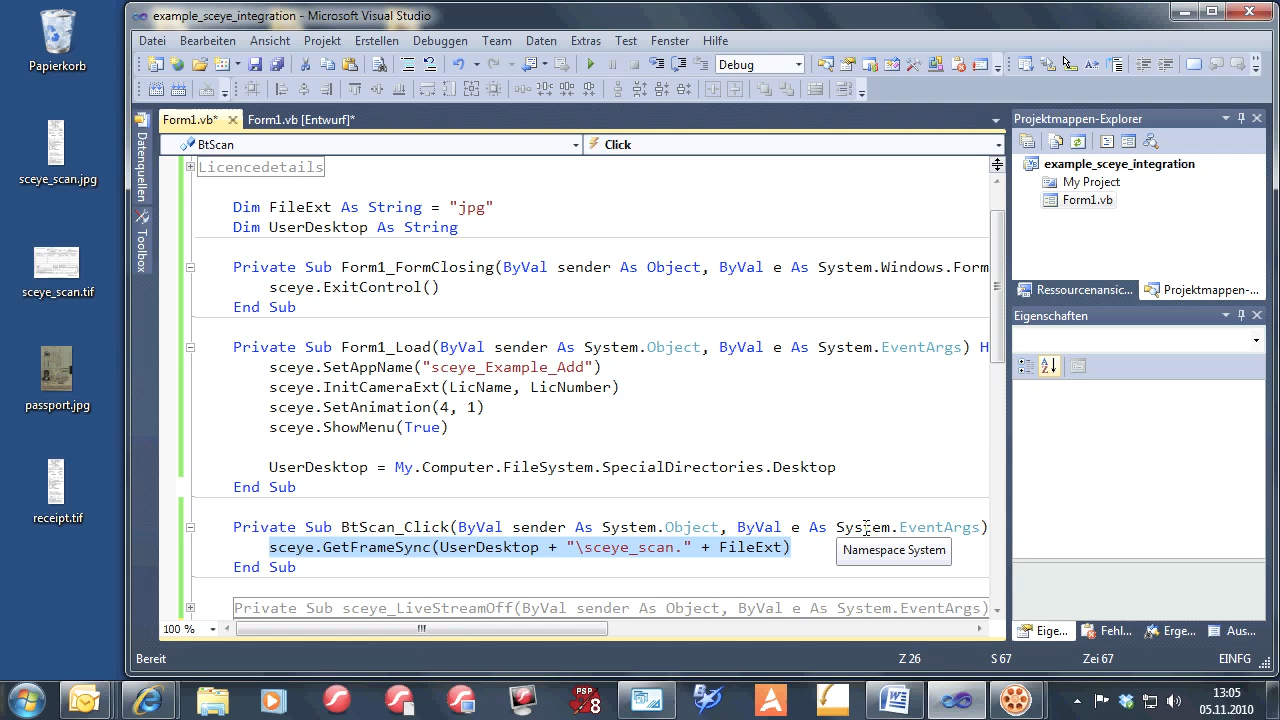 example_sceye_integration - Microsoft Visual Studio
Datei Bearbeiten Ansicht Projekt Erstellen Debuggen Team Daten Extras Test Fenster Hilfe
Debug
Papierkorb
sceye_scan.jpg
sceye_scan.tif
passport.jpg
receipt.tif
Datenquellen
Toolbox
Form1.vb* Form1.vb [Entwurf]*
BtScan Click
Licencedetails
Dim FileExt As String = "jpg"
Dim UserDesktop As String
Private Sub Form1_FormClosing(ByVal sender As Object, ByVal e As System.Windows.Form
sceye.ExitControl()
End Sub
Private Sub Form1_Load(ByVal sender As System.Object, ByVal e As System.EventArgs) H
sceye.SetAppName("sceye_Example_Add")
sceye.InitCameraExt(LicName, LicNumber)
sceye.SetAnimation(4, 1)
sceye.ShowMenu(True)
UserDesktop = My.Computer.FileSystem.SpecialDirectories.Desktop
End Sub
Private Sub BtScan_Click(ByVal sender As System.Object, ByVal e As System.EventArgs)
sceye.GetFrameSync(UserDesktop + "\sceye_scan." + FileExt)
Namespace System
End Sub
Private Sub sceye_LiveStreamOff(ByVal sender As Object, ByVal e As System.EventArgs)
100 %
Projektmappen-Explorer
example_sceye_integration
My Project
Form1.vb
Ressourcenansic... Projektmappen-...
Eigenschaften
Eige... Fehl... Erge... Aus...
Bereit Z 26 S 67 Zei 67 EINFG
PSP 8
13:05
05.11.2010